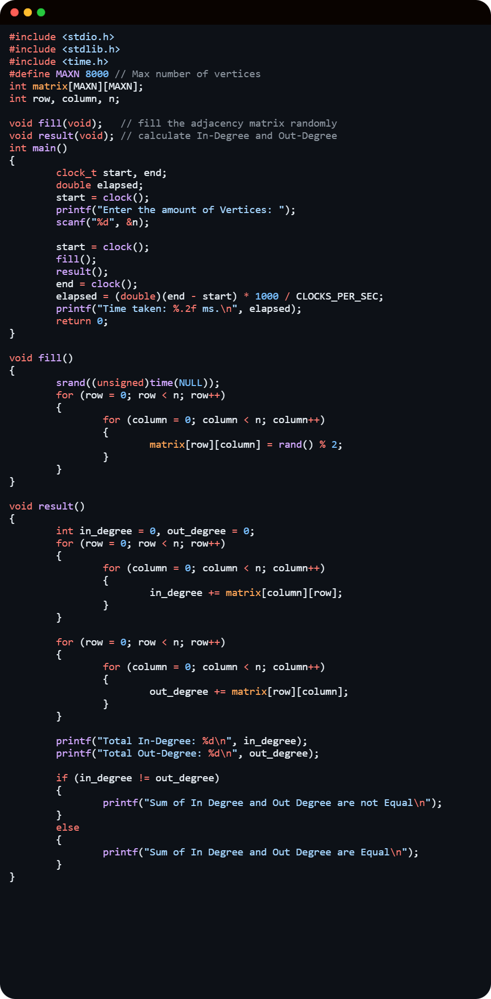 #include <stdio.h>
#include <stdlib.h>
#include <time.h>
#define MAXN 8000 // Max number of vertices
int matrix[MAXN][MAXN];
int row, column, n;

void fill(void);   // fill the adjacency matrix randomly
void result(void); // calculate In-Degree and Out-Degree
int main()
{
        clock_t start, end;
        double elapsed;
        start = clock();
        printf("Enter the amount of Vertices: ");
        scanf("%d", &n);

        start = clock();
        fill();
        result();
        end = clock();
        elapsed = (double)(end - start) * 1000 / CLOCKS_PER_SEC;
        printf("Time taken: %.2f ms.\n", elapsed);
        return 0;
}

void fill()
{
        srand((unsigned)time(NULL));
        for (row = 0; row < n; row++)
        {
                for (column = 0; column < n; column++)
                {
                        matrix[row][column] = rand() % 2;
                }
        }
}

void result()
{
        int in_degree = 0, out_degree = 0;
        for (row = 0; row < n; row++)
        {
                for (column = 0; column < n; column++)
                {
                        in_degree += matrix[column][row];
                }
        }

        for (row = 0; row < n; row++)
        {
                for (column = 0; column < n; column++)
                {
                        out_degree += matrix[row][column];
                }
        }

        printf("Total In-Degree: %d\n", in_degree);
        printf("Total Out-Degree: %d\n", out_degree);

        if (in_degree != out_degree)
        {
                printf("Sum of In Degree and Out Degree are not Equal\n");
        }
        else
        {
                printf("Sum of In Degree and Out Degree are Equal\n");
        }
}